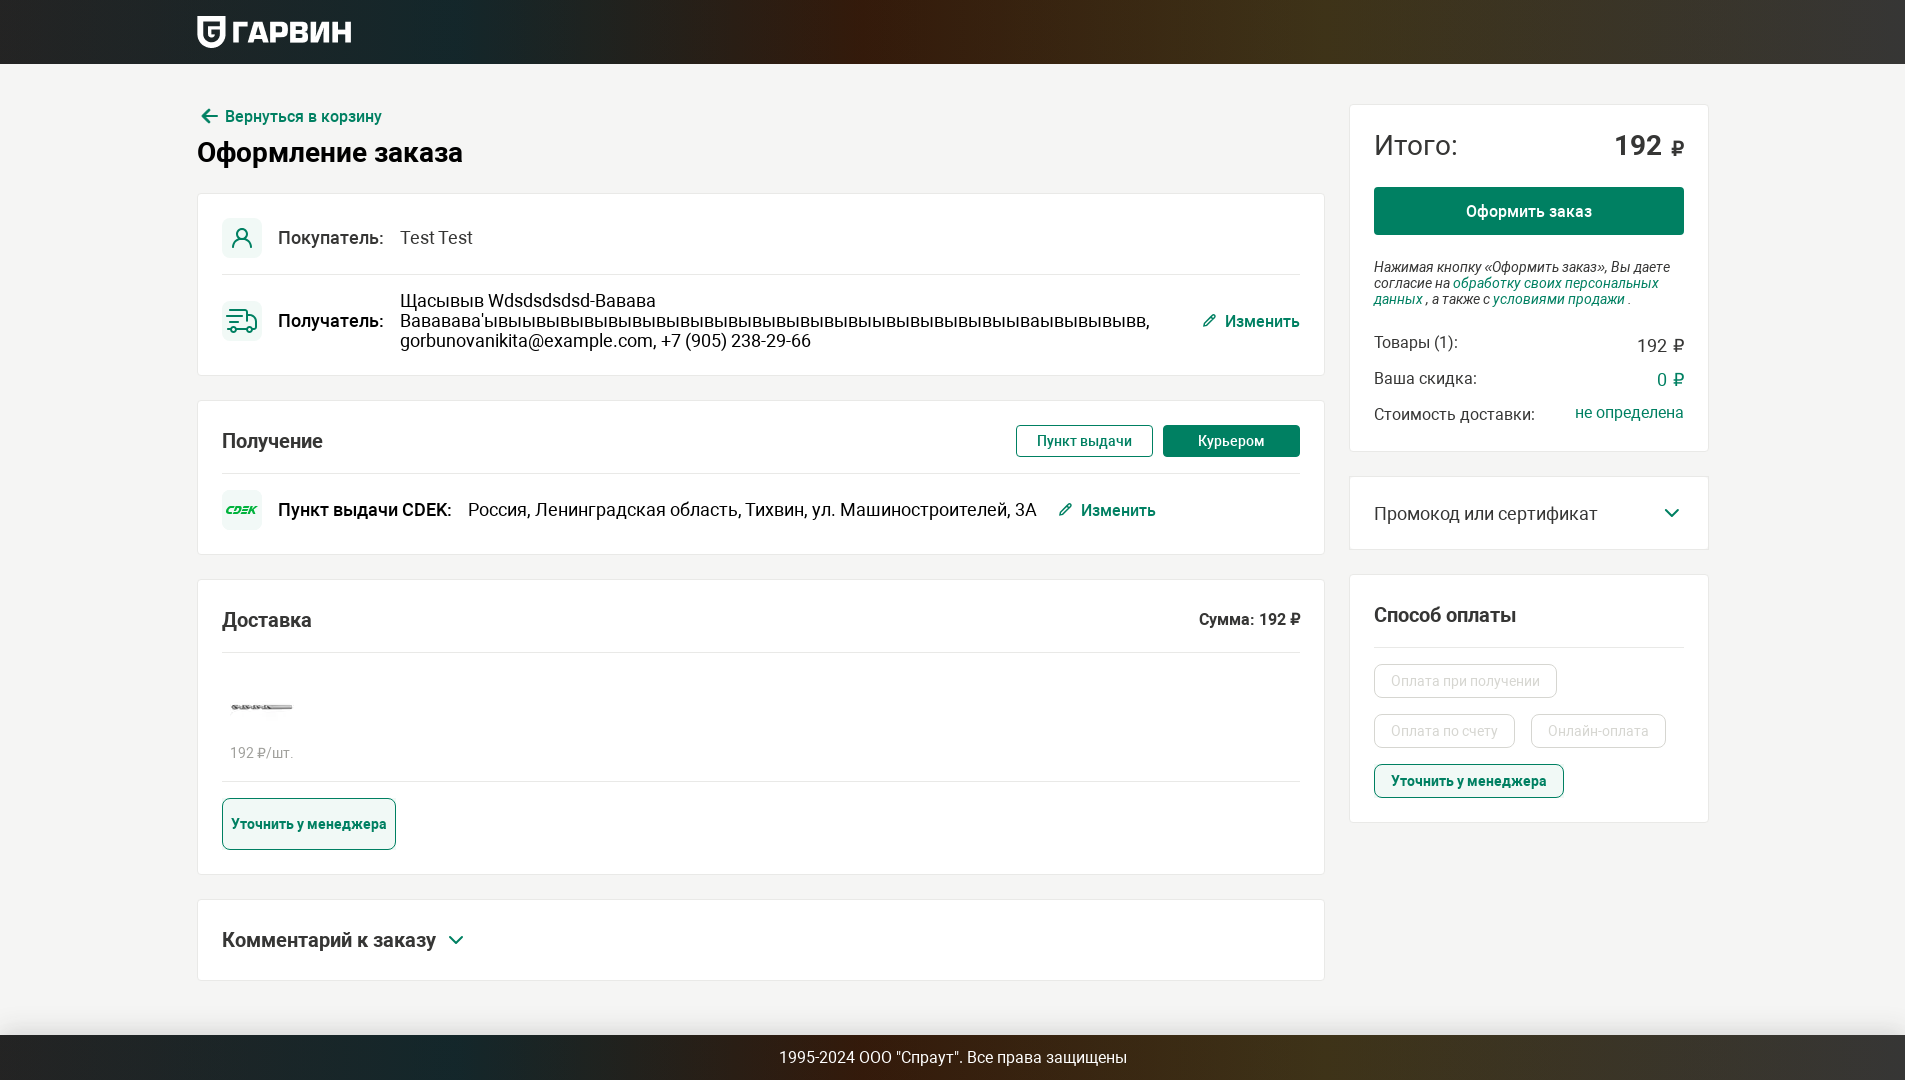 ГАРВИН
Вернуться в корзину
Оформление заказа
Покупатель: Test Test
Получатель:
Щасывыв Wdsdsdsdsd-Вавава
gorbunovanikita@example.com, +7 (905) 238-29-66
Изменить
Получение
Пункт выдачи
Курьером
CDEK
Пункт выдачи CDEK: Россия, Ленинградская область, Тихвин, ул. Машиностроителей, 3А
Изменить
Доставка
Сумма: 192 ₽
192 ₽/шт.
Уточнить у менеджера
Комментарий к заказу
Итого: 192 ₽
Оформить заказ
Нажимая кнопку «Оформить заказ», Вы даете
согласие на обработку своих персональных
данных , а также с условиями продажи .
Товары (1): 192 ₽
Ваша скидка: 0 ₽
Стоимость доставки: не определена
Промокод или сертификат
Способ оплаты
Оплата при получении
Оплата по счету
Онлайн-оплата
Уточнить у менеджера
1995-2024 ООО "Спраут". Все права защищены